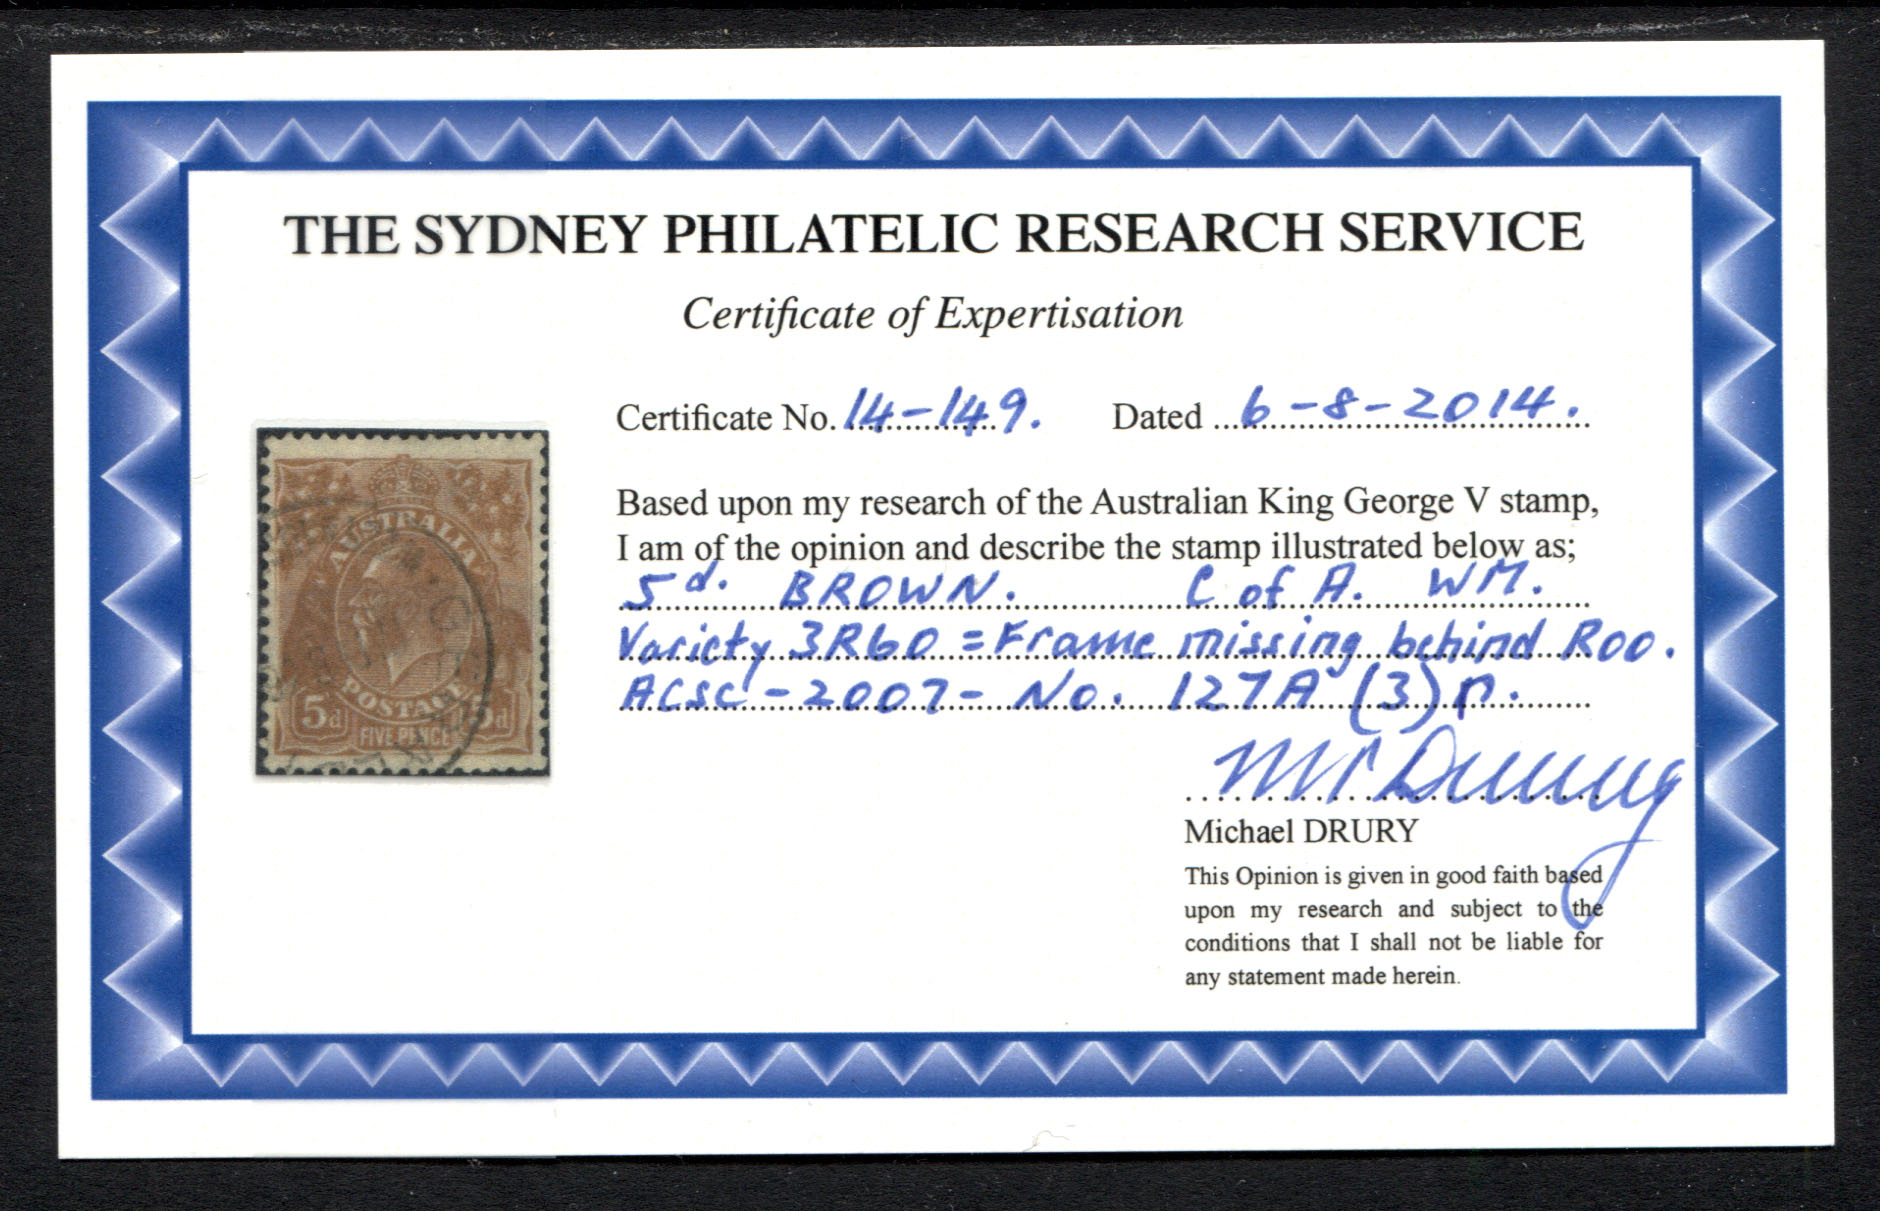 THE SYDNEY PHILATELIC RESEARCH SERVICE
Certificate of Expertisation
Certificate No. 14-149. Dated 6-8-2014.
Based upon my research of the Australian King George V stamp,
I am of the opinion and describe the stamp illustrated below as;
5d. BROWN. C of A. WM.
Variety 3R60 = Frame missing behind Roo.
ACSC-2007- No. 127A (3) n.
M Drury
Michael DRURY
This Opinion is given in good faith based
upon my research and subject to the
conditions that I shall not be liable for
any statement made herein.
AUSTRALIA
POSTAGE
5d 5d
FIVE PENCE